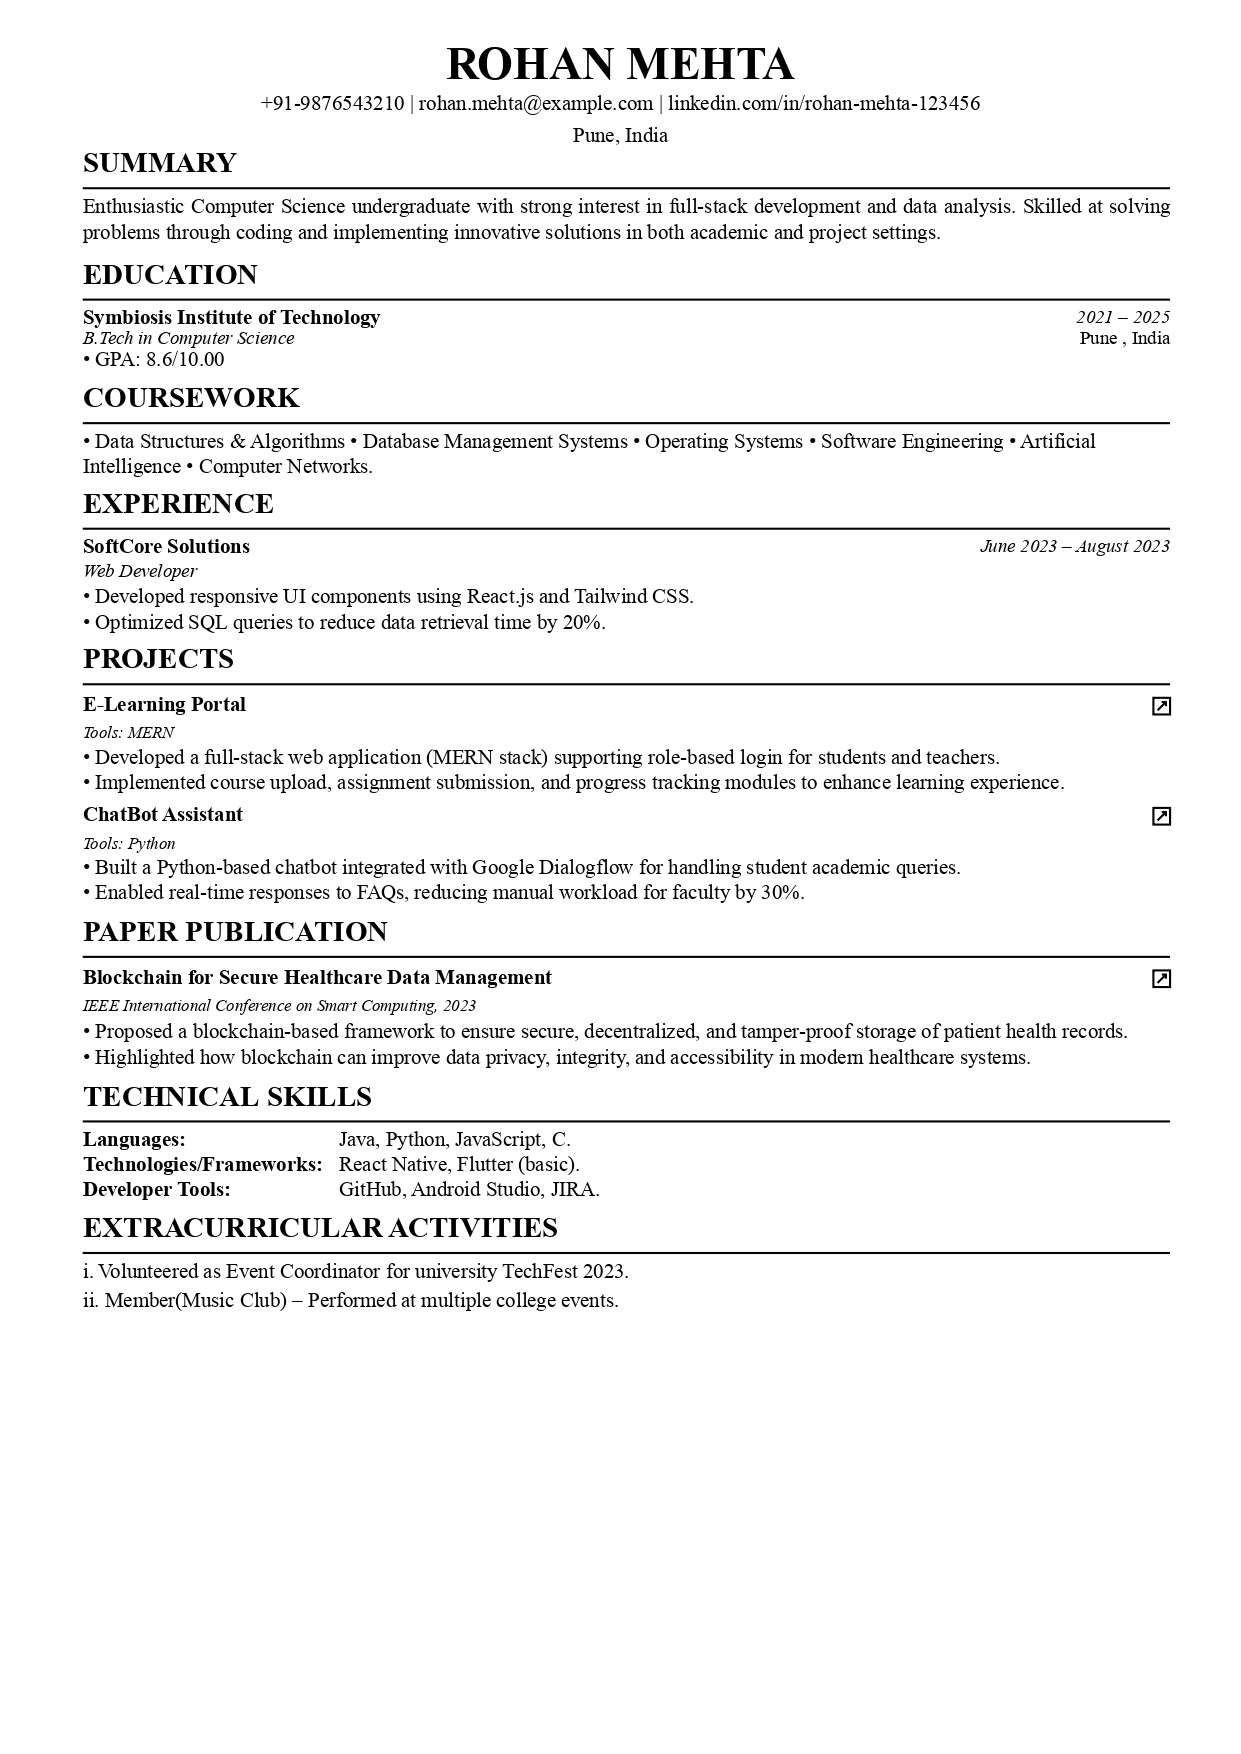 ROHAN MEHTA
+91-9876543210 | rohan.mehta@example.com | linkedin.com/in/rohan-mehta-123456
Pune, India
SUMMARY
Enthusiastic Computer Science undergraduate with strong interest in full-stack development and data analysis. Skilled at solving
problems through coding and implementing innovative solutions in both academic and project settings.
EDUCATION
Symbiosis Institute of Technology 2021 – 2025
B.Tech in Computer Science Pune , India
• GPA: 8.6/10.00
COURSEWORK
• Data Structures & Algorithms • Database Management Systems • Operating Systems • Software Engineering • Artificial
Intelligence • Computer Networks.
EXPERIENCE
SoftCore Solutions June 2023 – August 2023
Web Developer
• Developed responsive UI components using React.js and Tailwind CSS.
• Optimized SQL queries to reduce data retrieval time by 20%.
PROJECTS
E-Learning Portal
Tools: MERN
• Developed a full-stack web application (MERN stack) supporting role-based login for students and teachers.
• Implemented course upload, assignment submission, and progress tracking modules to enhance learning experience.
ChatBot Assistant
Tools: Python
• Built a Python-based chatbot integrated with Google Dialogflow for handling student academic queries.
• Enabled real-time responses to FAQs, reducing manual workload for faculty by 30%.
PAPER PUBLICATION
Blockchain for Secure Healthcare Data Management
IEEE International Conference on Smart Computing, 2023
• Proposed a blockchain-based framework to ensure secure, decentralized, and tamper-proof storage of patient health records.
• Highlighted how blockchain can improve data privacy, integrity, and accessibility in modern healthcare systems.
TECHNICAL SKILLS
Languages: Java, Python, JavaScript, C.
Technologies/Frameworks: React Native, Flutter (basic).
Developer Tools: GitHub, Android Studio, JIRA.
EXTRACURRICULAR ACTIVITIES
i. Volunteered as Event Coordinator for university TechFest 2023.
ii. Member(Music Club) – Performed at multiple college events.